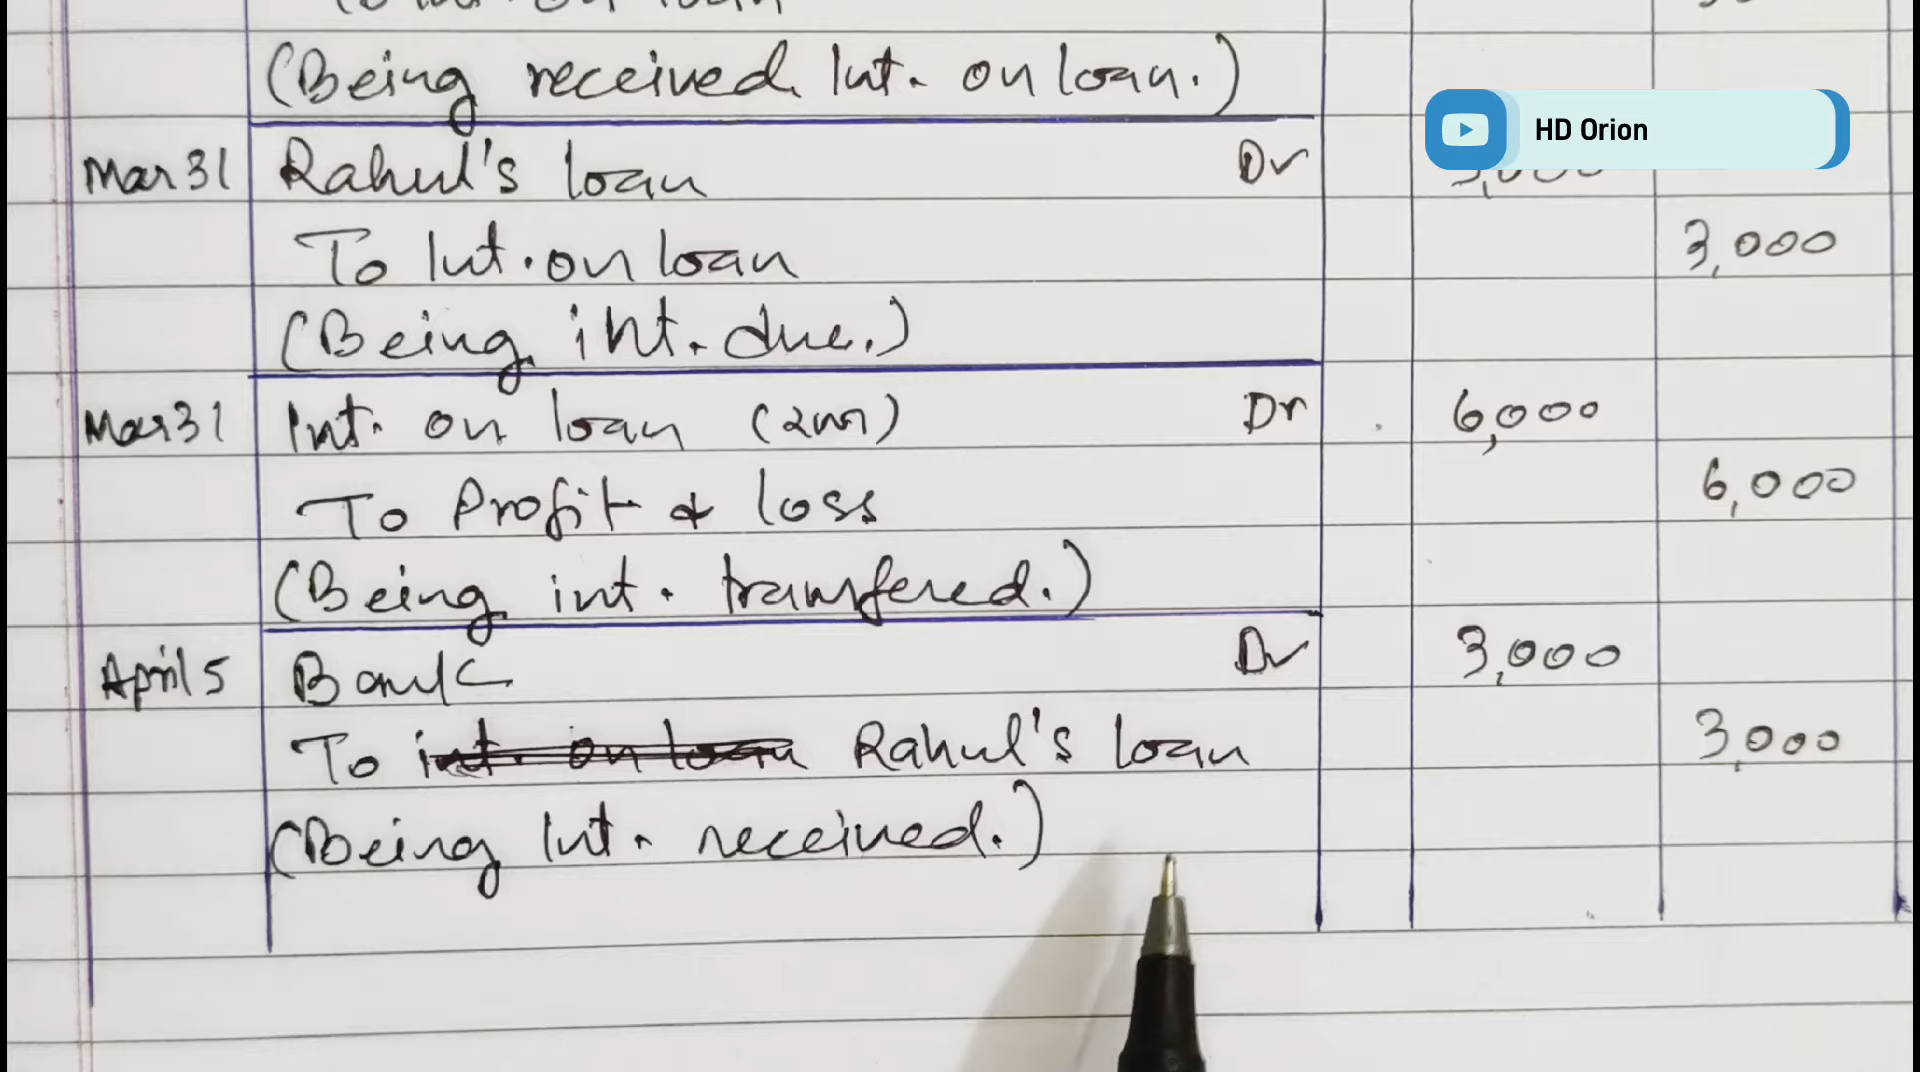 (Being received Int. on loan.)
HD Orion
Mar 31 Rahul's loan Dr
To Int. on loan 3,000
(Being int. due.)
Mar 31 Int. on loan Dr 6,000
To Profit & loss 6,000
(Being int. transfered.)
April 5 Bank Dr 3,000
To int. on loan Rahul's loan 3,000
(Being Int. received.)